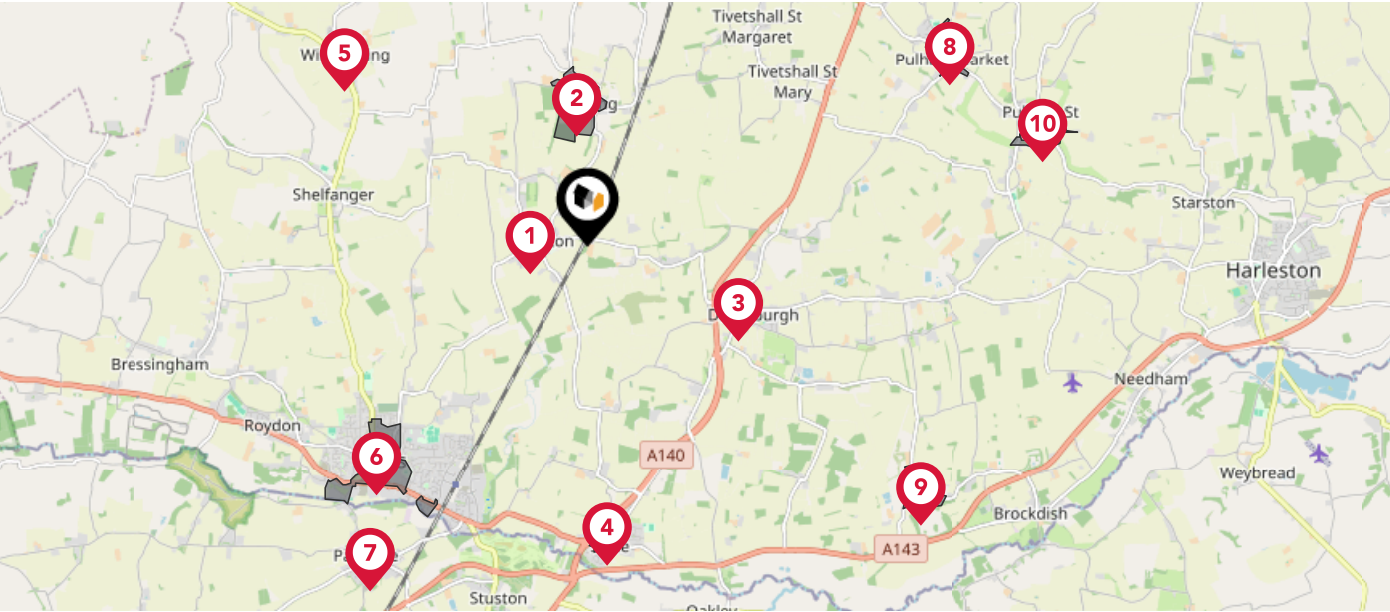 Tivetshall St
Margaret
5
8
Tivetshall St
Mary
2
10
Shelfanger
Starston
1
Harleston
3
Bressingham
Needham
Roydon
6
A140
Weybread
9
Brockdish
4
A143
7
Stuston
Oakley